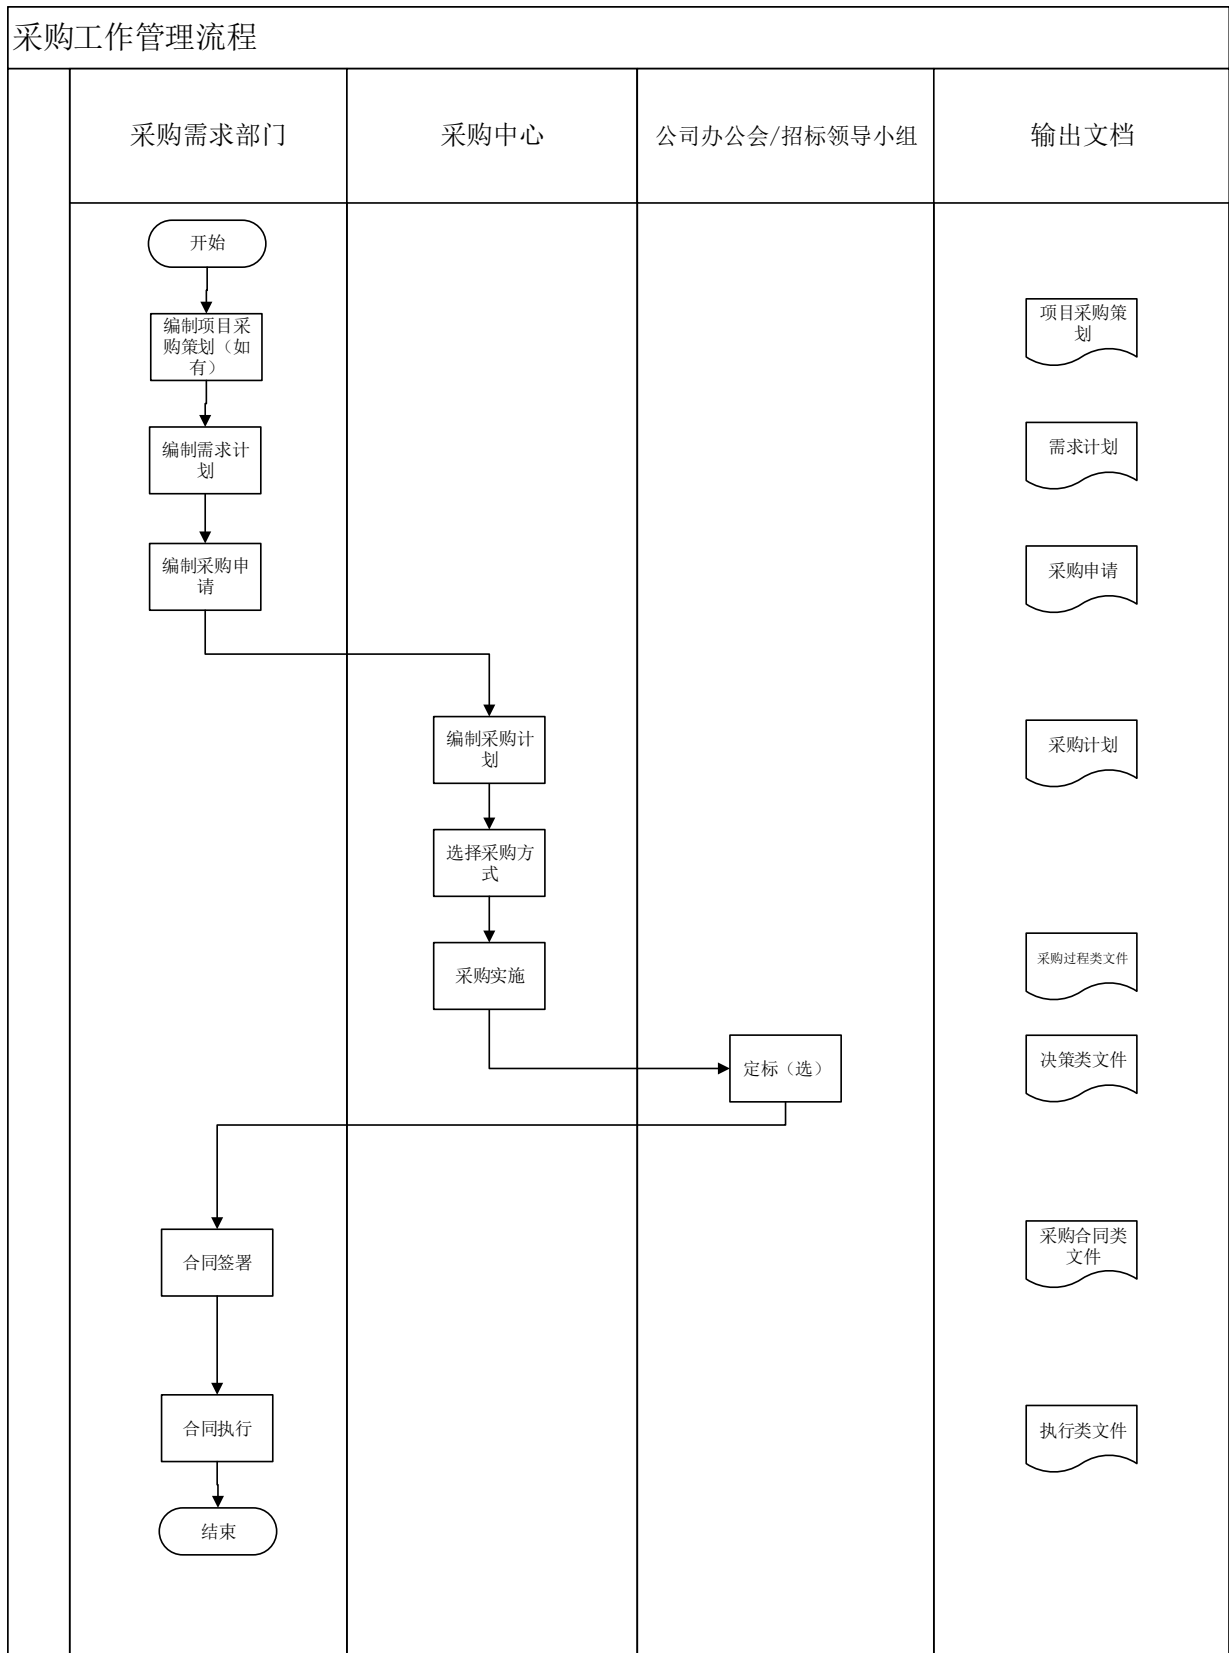 采购工作管理流程
采购需求部门
采购中心
公司办公会/招标领导小组
输出文档
开始
编制项目采
购策划（如
有）
项目采购策
划
编制需求计
划
需求计划
编制采购申
请
采购申请
编制采购计
划
采购计划
选择采购方
式
采购实施
采购过程类文件
定标（选）
决策类文件
合同签署
采购合同类
文件
合同执行
执行类文件
结束